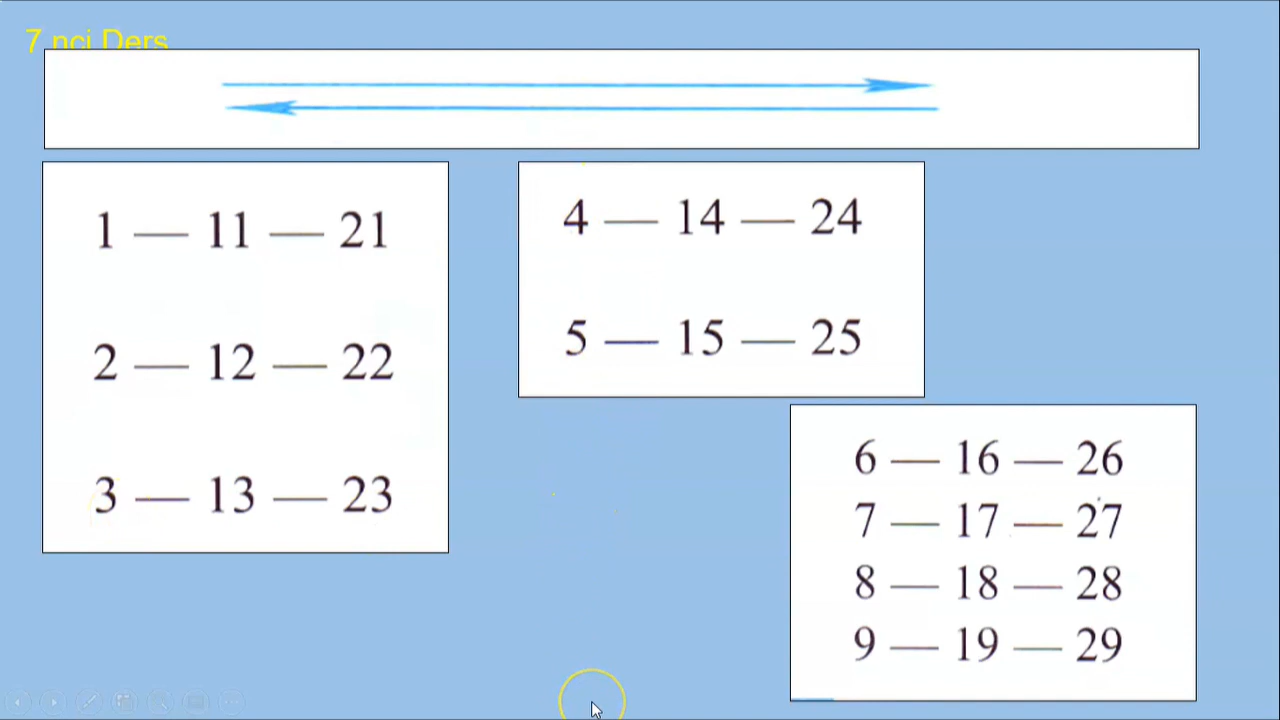 7 nci Ders
1 — 11 — 21
2 — 12 — 22
3 — 13 — 23
4 — 14 — 24
5 — 15 — 25
6 — 16 — 26
7 — 17 — 27
8 — 18 — 28
9 — 19 — 29